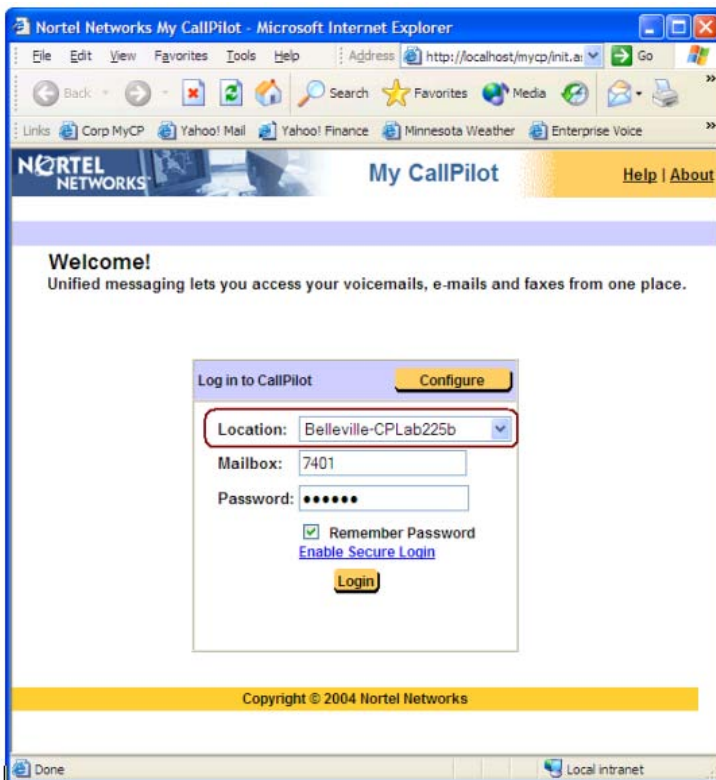 Nortel Networks My CallPilot - Microsoft Internet Explorer
File Edit View Favorites Tools Help Address http://localhost/mycp/init.a Go
Back Search Favorites Media
Links Corp MyCP Yahoo! Mail Yahoo! Finance Minnesota Weather Enterprise Voice
NORTEL NETWORKS My CallPilot Help | About
Welcome!
Unified messaging lets you access your voicemails, e-mails and faxes from one place.
Log in to CallPilot Configure
Location: Belleville-CPLab225b
Mailbox: 7401
Password: ••••••
Remember Password
Enable Secure Login
Login
Copyright © 2004 Nortel Networks
Done Local intranet